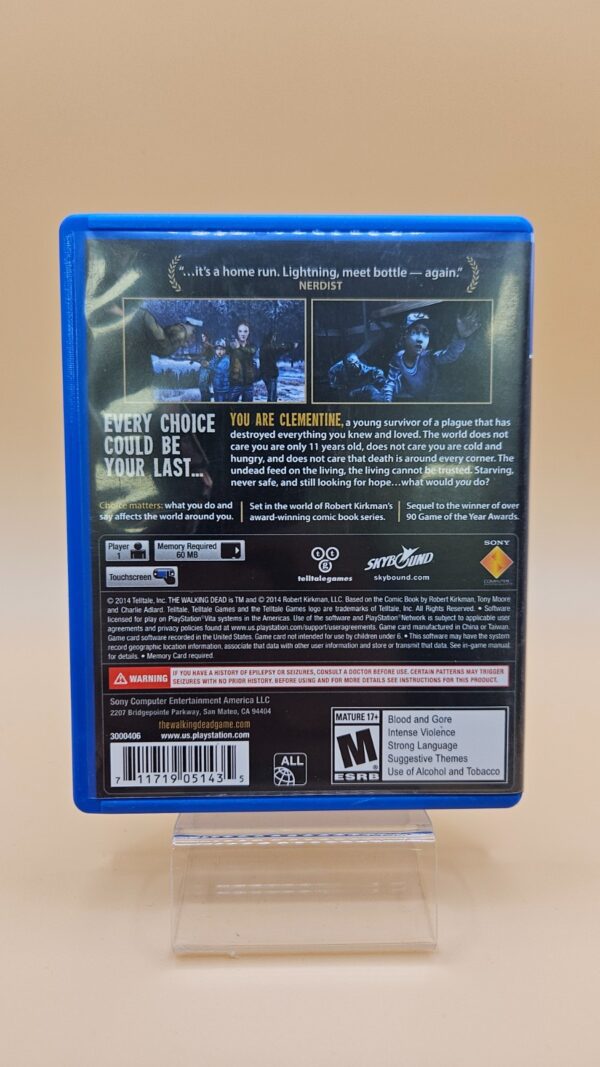 "...it's a home run. Lightning, meet bottle — again."
NERDIST
EVERY CHOICE
COULD BE
YOUR LAST...
YOU ARE CLEMENTINE, a young survivor of a plague that has
destroyed everything you knew and loved. The world does not
care you are only 11 years old, does not care you are cold and
hungry, and does not care that death is around every corner. The
undead feed on the living, the living cannot be trusted. Starving,
never safe, and still looking for hope...what would you do?
Choice matters: what you do and
say affects the world around you.
Set in the world of Robert Kirkman's
award-winning comic book series.
Sequel to the winner of over
90 Game of the Year Awards.
Player
1
Memory Required
60 MB
Touchscreen
telltalegames
SKYBOUND
skybound.com
SONY
COMPUTER
© 2014 Telltale, Inc. THE WALKING DEAD is TM and © 2014 Robert Kirkman, LLC. Based on the Comic Book by Robert Kirkman, Tony Moore
and Charlie Adlard. Telltale, Telltale Games and the Telltale Games logo are trademarks of Telltale, Inc. All Rights Reserved. • Software
licensed for play on PlayStation®Vita systems in the Americas. Use of the software and PlayStation®Network is subject to applicable user
agreements and privacy policies found at www.us.playstation.com/support/useragreements. Game card manufactured in China or Taiwan.
Game card software recorded in the United States. Game card not intended for use by children under 6. • This software may have the system
record geographic location information, associate that data with other user information and store or transmit that data. See in-game manual
for details. • Memory Card required.
WARNING
IF YOU HAVE A HISTORY OF EPILEPSY OR SEIZURES, CONSULT A DOCTOR BEFORE USE. CERTAIN PATTERNS MAY TRIGGER
SEIZURES WITH NO PRIOR HISTORY. BEFORE USING AND FOR MORE DETAILS SEE INSTRUCTIONS FOR THIS PRODUCT.
Sony Computer Entertainment America LLC
2207 Bridgepointe Parkway, San Mateo, CA 94404
thewalkingdeadgame.com
3000406
www.us.playstation.com
7 11719 05143 5
ALL
MATURE 17+
M
ESRB
Blood and Gore
Intense Violence
Strong Language
Suggestive Themes
Use of Alcohol and Tobacco